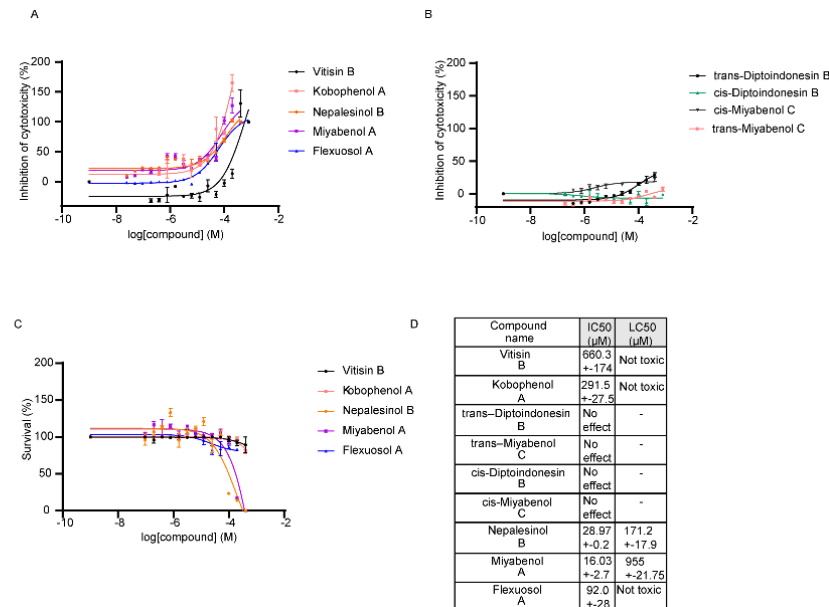 A
200
150
100
50
0
Inhibition of cytotoxicity (%)
-10
-8
-6
-4
-2
log[compound] (M)
Vitisin B
Kobophenol A
Nepalesinol B
Miyabenol A
Flexuosol A
B
200
150
100
50
0
Inhibition of cytotoxicity (%)
-10
-8
-6
-4
-2
log[compound] (M)
trans-Diptoindonesin B
cis-Diptoindonesin B
cis-Miyabenol C
trans-Miyabenol C
C
200
150
100
50
0
Survival (%)
-10
-8
-6
-4
-2
log[compound] (M)
Vitisin B
Kobophenol A
Nepalesinol B
Miyabenol A
Flexuosol A
D
Compound name
IC50 (µM)
LC50 (µM)
Vitisin B
660.3 +-174
Not toxic
Kobophenol A
291.5 +-27.5
Not toxic
trans–Diptoindonesin B
No effect
-
trans–Miyabenol C
No effect
-
cis-Diptoindonesin B
No effect
-
cis-Miyabenol C
No effect
-
Nepalesinol B
28.97 +-0.2
171.2 +-17.9
Miyabenol A
16.03 +-2.7
955 +-21.75
Flexuosol A
92.0 +-28
Not toxic